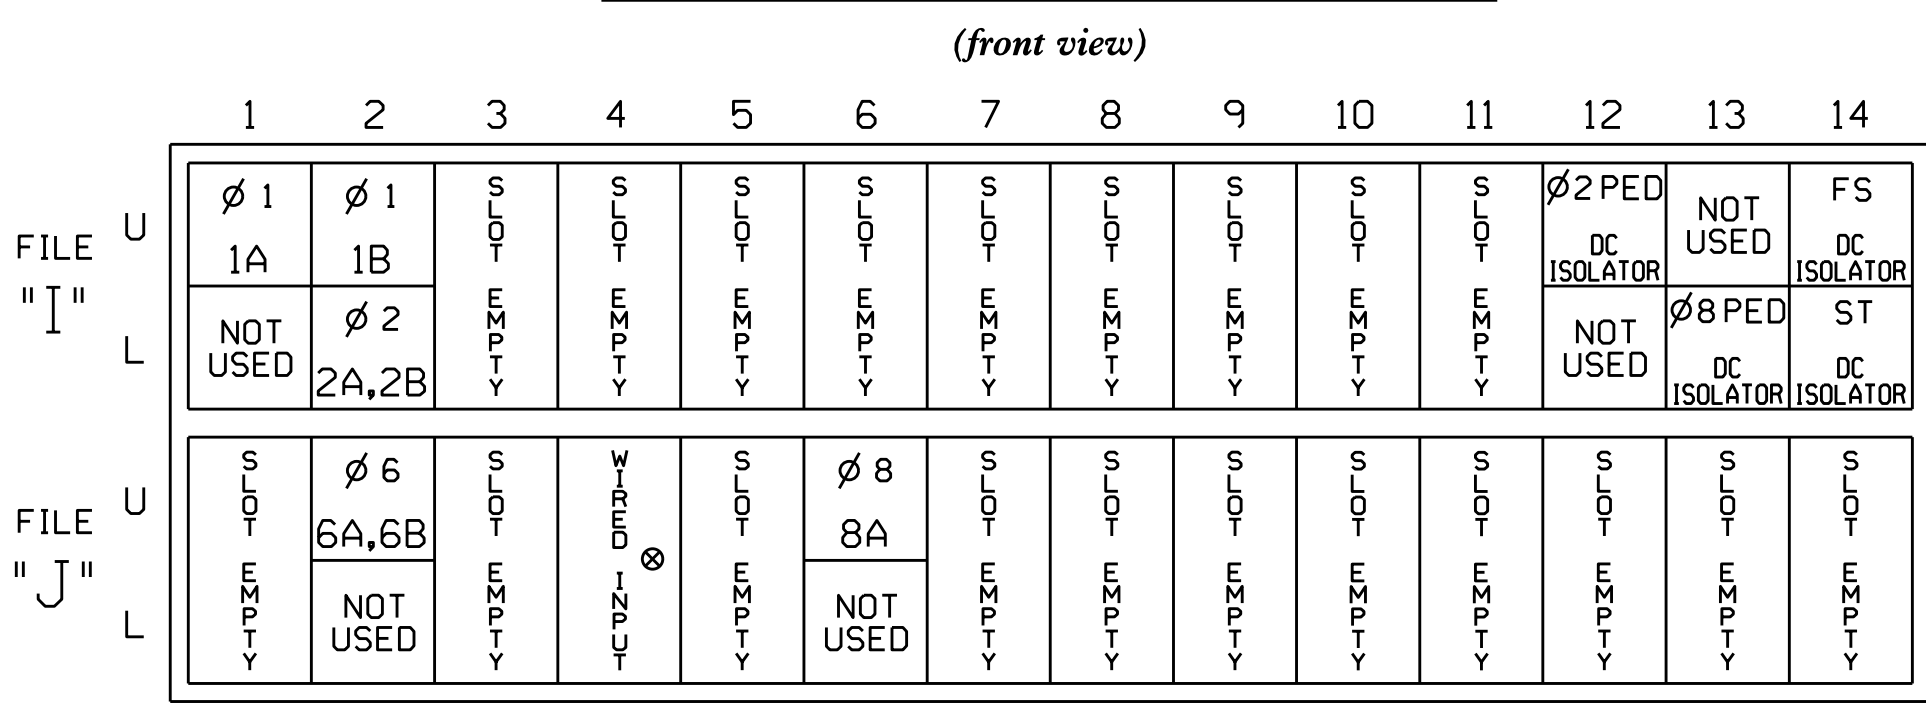 (front view)
1 2 3 4 5 6 7 8 9 10 11 12 13 14
FILE "I"
U
Ø 1 1A
Ø 1 1B
SLOT EMPTY
SLOT EMPTY
SLOT EMPTY
SLOT EMPTY
SLOT EMPTY
SLOT EMPTY
SLOT EMPTY
SLOT EMPTY
SLOT EMPTY
Ø2 PED DC ISOLATOR
NOT USED
FS DC ISOLATOR
L
NOT USED
Ø 2 2A,2B
NOT USED
Ø8 PED DC ISOLATOR
ST DC ISOLATOR
FILE "J"
U
SLOT EMPTY
Ø 6 6A,6B
SLOT EMPTY
WIRED INPUT ⊗
SLOT EMPTY
Ø 8 8A
SLOT EMPTY
SLOT EMPTY
SLOT EMPTY
SLOT EMPTY
SLOT EMPTY
SLOT EMPTY
SLOT EMPTY
SLOT EMPTY
L
NOT USED
NOT USED